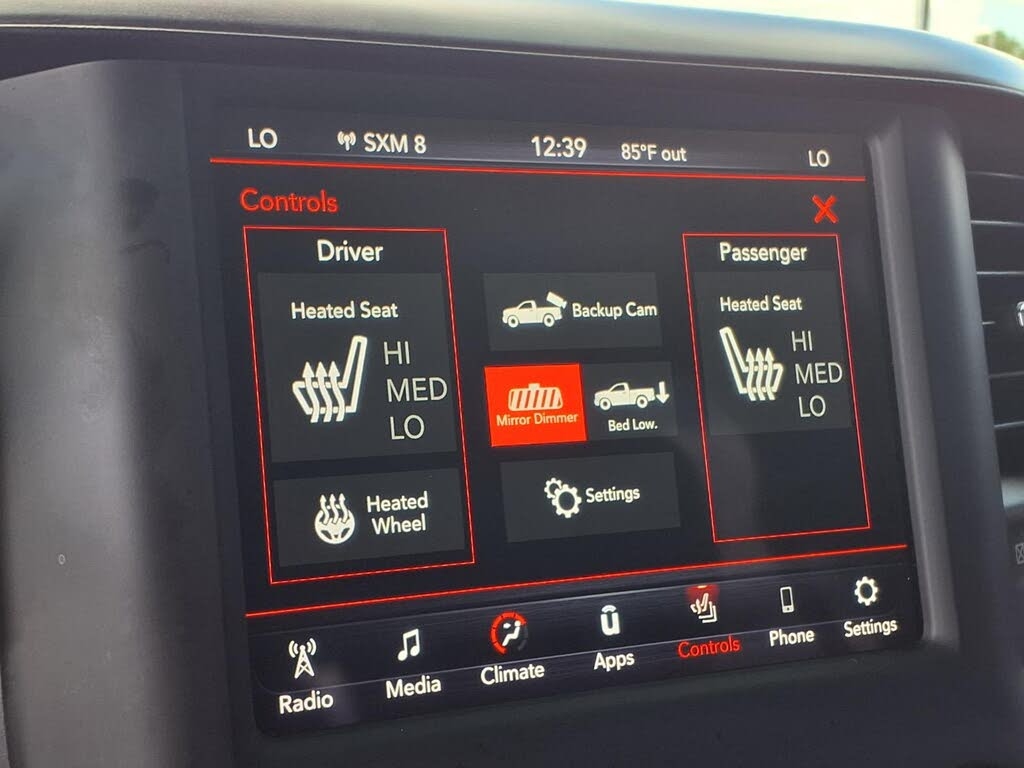 LO
SXM 8
12:39
85°F out
LO
Controls
Driver
Heated Seat
HI
MED
LO
Heated
Wheel
Backup Cam
Mirror Dimmer
Bed Low.
Settings
Passenger
Heated Seat
HI
MED
LO
Radio
Media
Climate
Apps
Controls
Phone
Settings